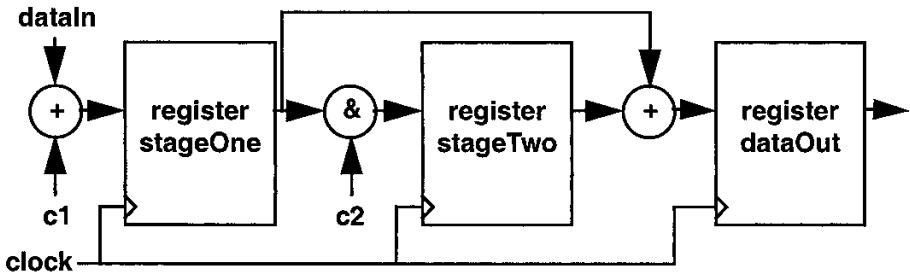 dataIn
+
register
stageOne
c1
&
c2
register
stageTwo
+
register
dataOut
clock